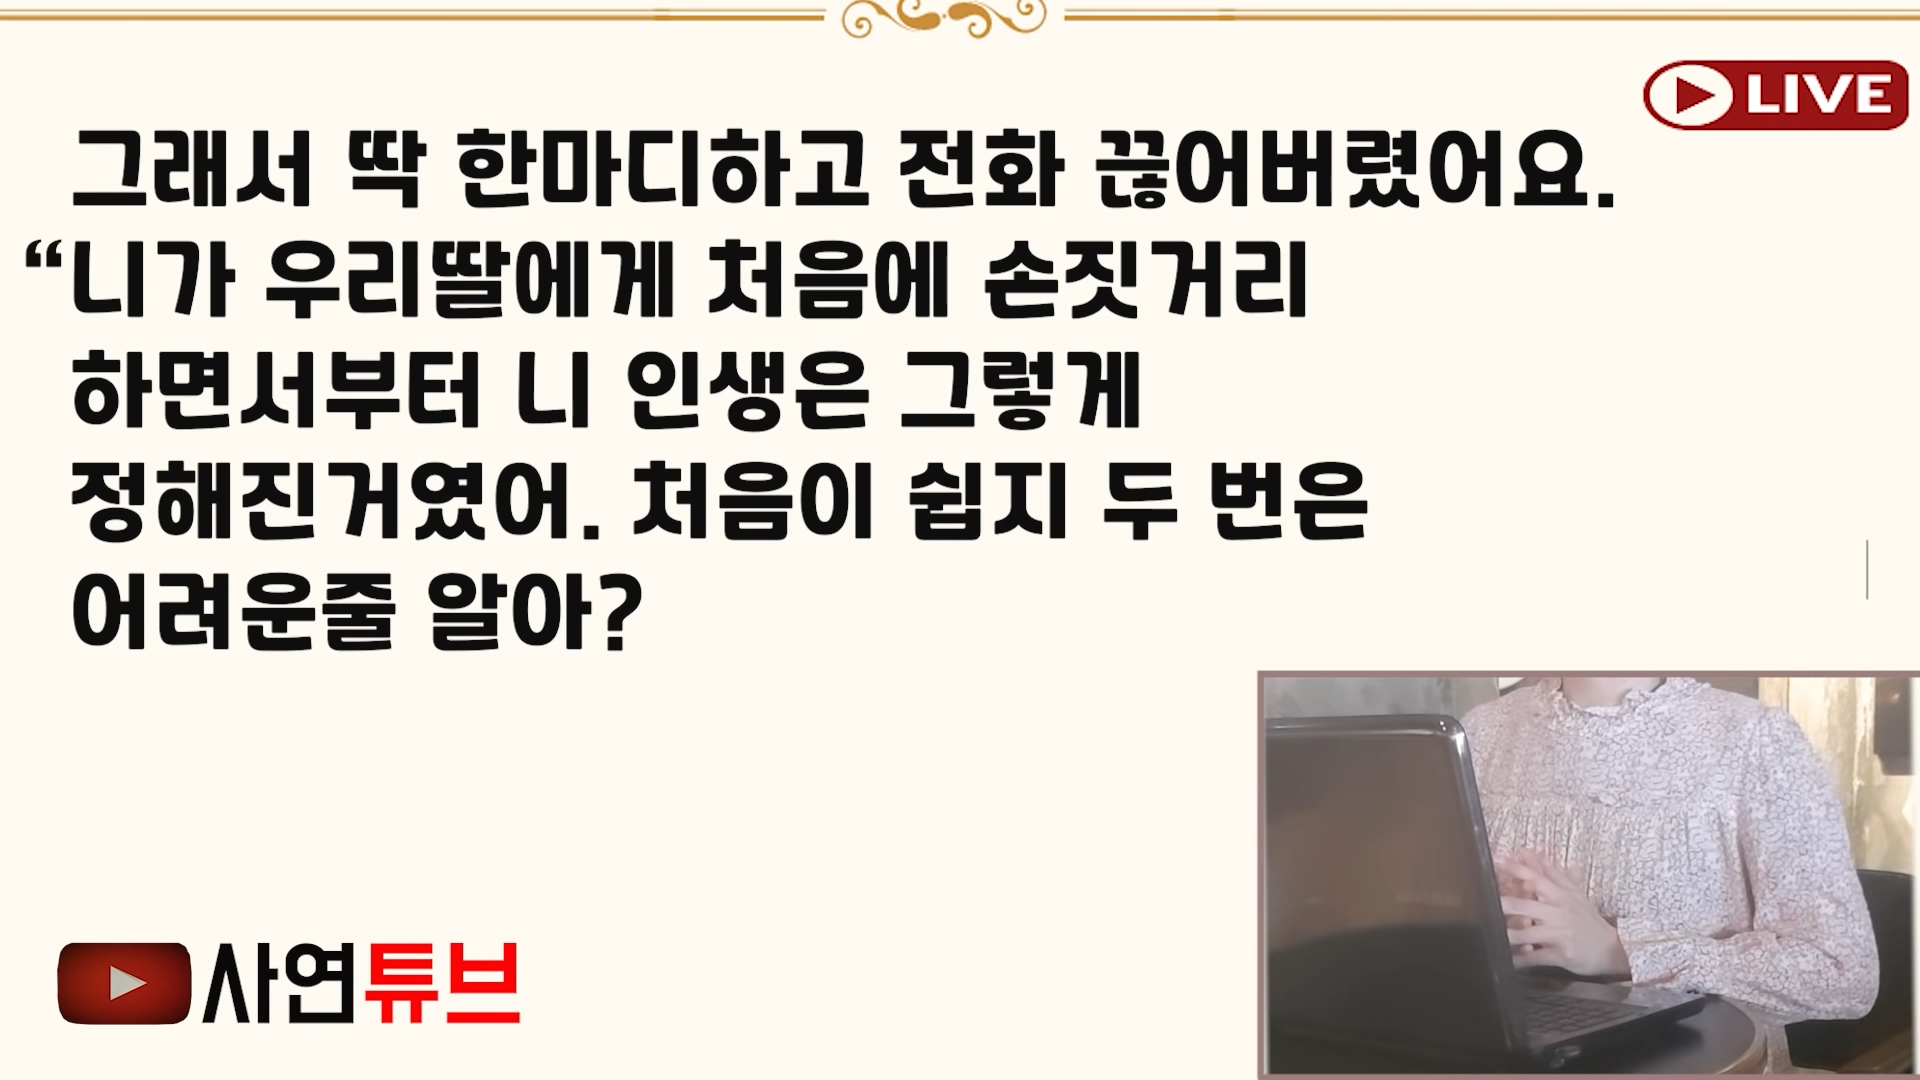 LIVE
그래서 딱 한마디하고 전화 끊어버렸어요.
“니가 우리딸에게 처음에 손짓거리
하면서부터 니 인생은 그렇게
정해진거였어. 처음이 쉽지 두 번은
어려운줄 알아?
사연튜브